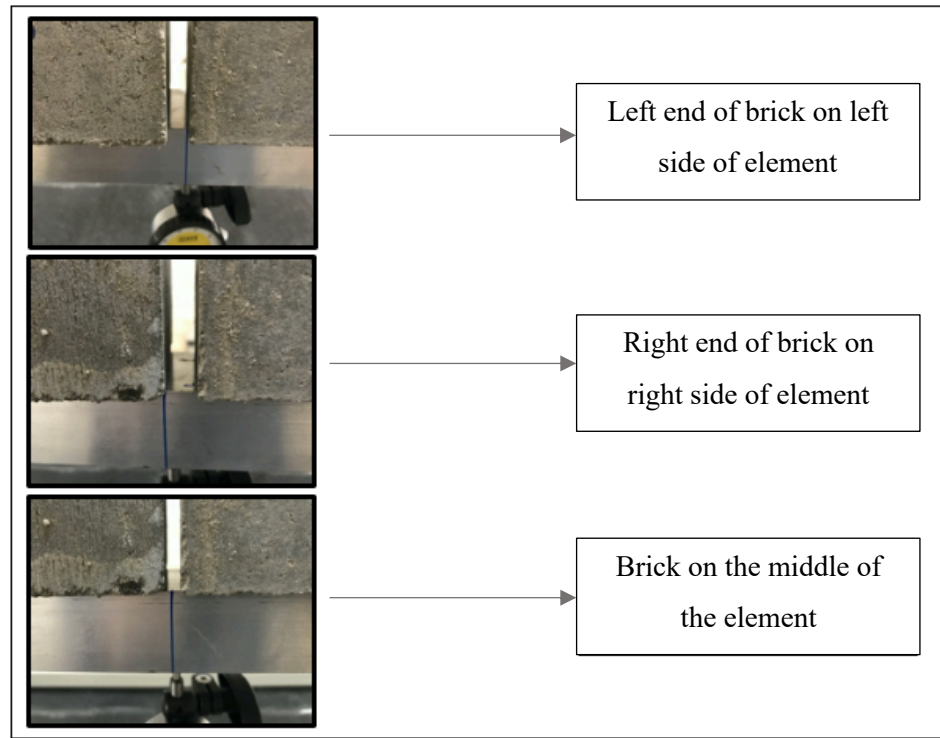 Left end of brick on left
side of element
Right end of brick on
right side of element
Brick on the middle of
the element